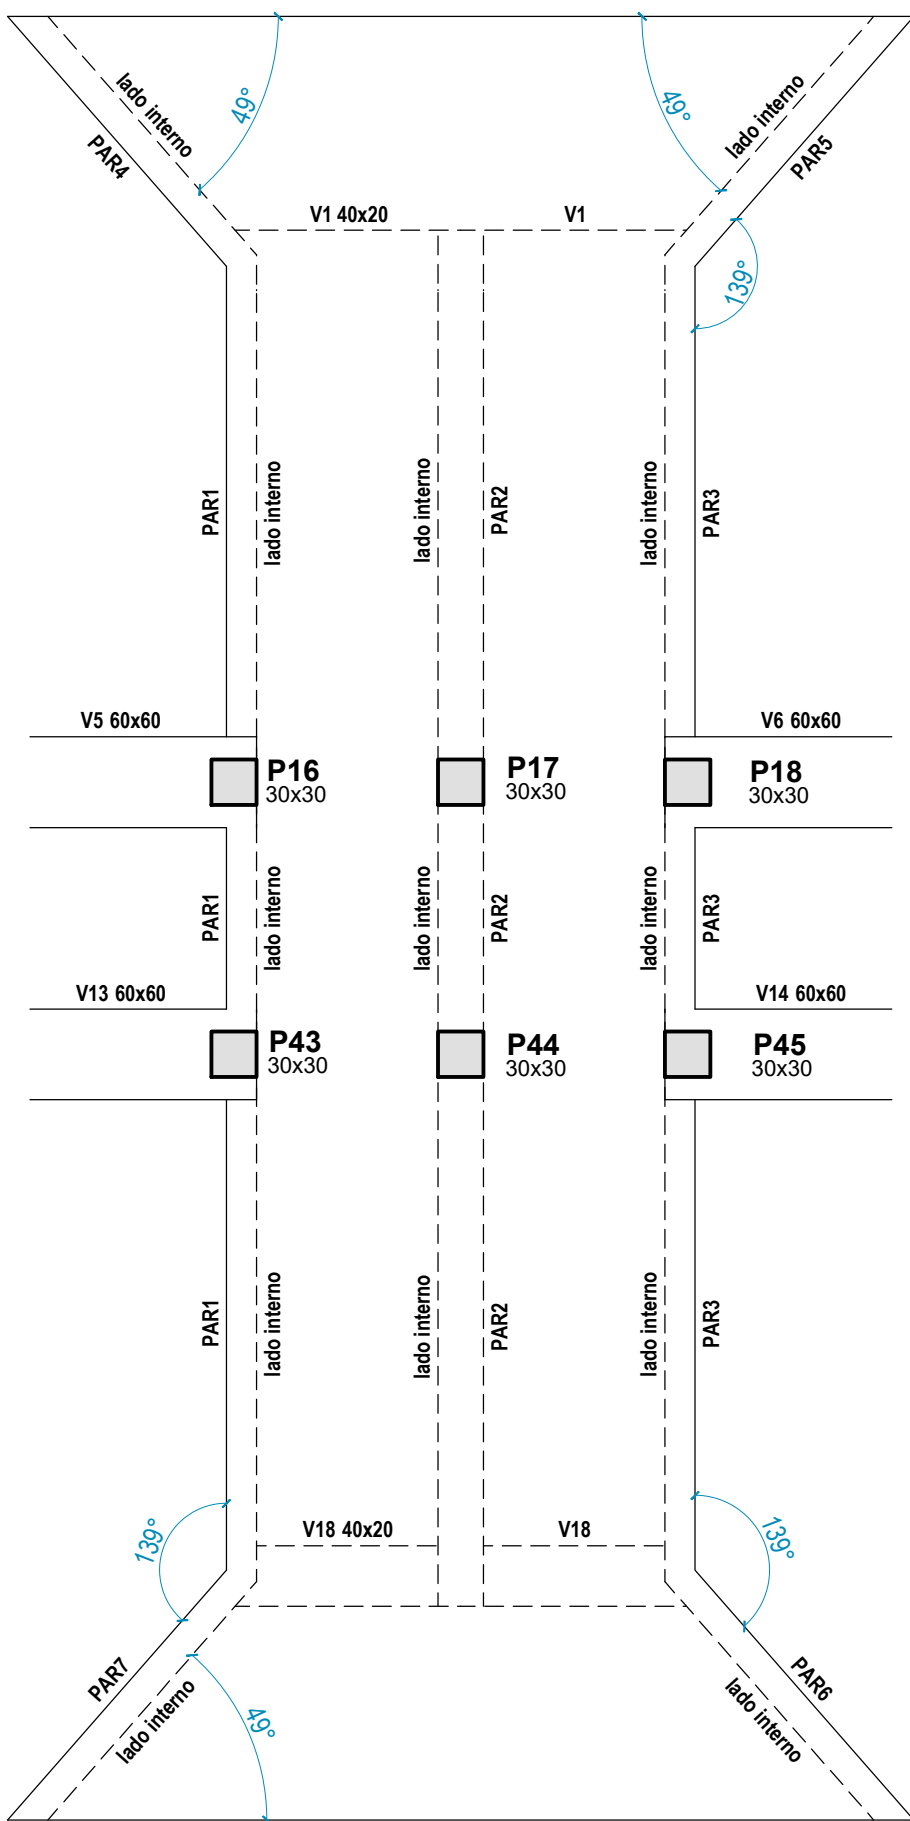 lado interno
49°
49°
lado interno
PAR4
PAR5
V1 40x20
V1
139°
PAR1
lado interno
lado interno
PAR2
lado interno
PAR3
V5 60x60
V6 60x60
P16
30x30
P17
30x30
P18
30x30
PAR1
lado interno
lado interno
PAR2
lado interno
PAR3
V13 60x60
V14 60x60
P43
30x30
P44
30x30
P45
30x30
PAR1
lado interno
lado interno
PAR2
lado interno
PAR3
139°
V18 40x20
V18
139°
PAR7
lado interno
49°
lado interno
PAR6